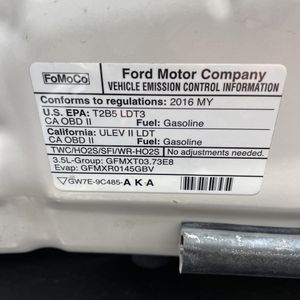 FoMoCo
Ford Motor Company
VEHICLE EMISSION CONTROL INFORMATION
Conforms to regulations: 2016 MY
U.S. EPA: T2B5 LDT3
CA OBD II Fuel: Gasoline
California: ULEV II LDT
CA OBD II Fuel: Gasoline
TWC/HO2S/SFI/WR-HO2S No adjustments needed.
3.5L-Group: GFMXT03.73E8
Evap: GFMXR0145GBV
GW7E-9C485-A K A